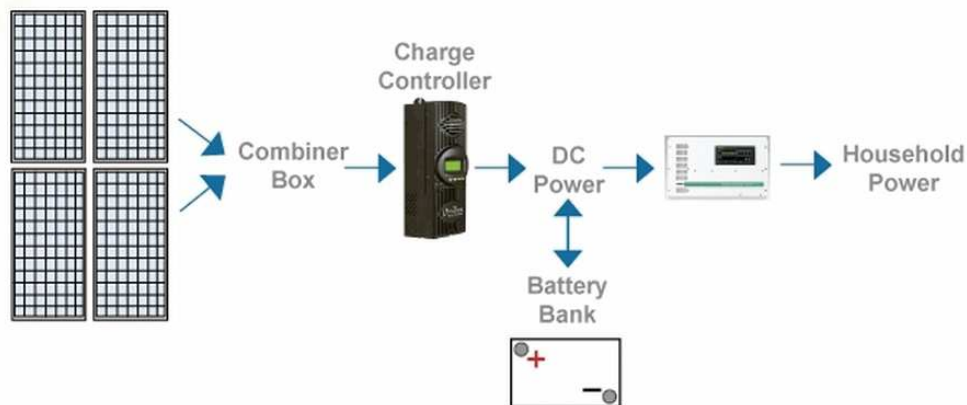 Charge
Controller
Combiner
Box
DC
Power
Household
Power
Battery
Bank
+
−